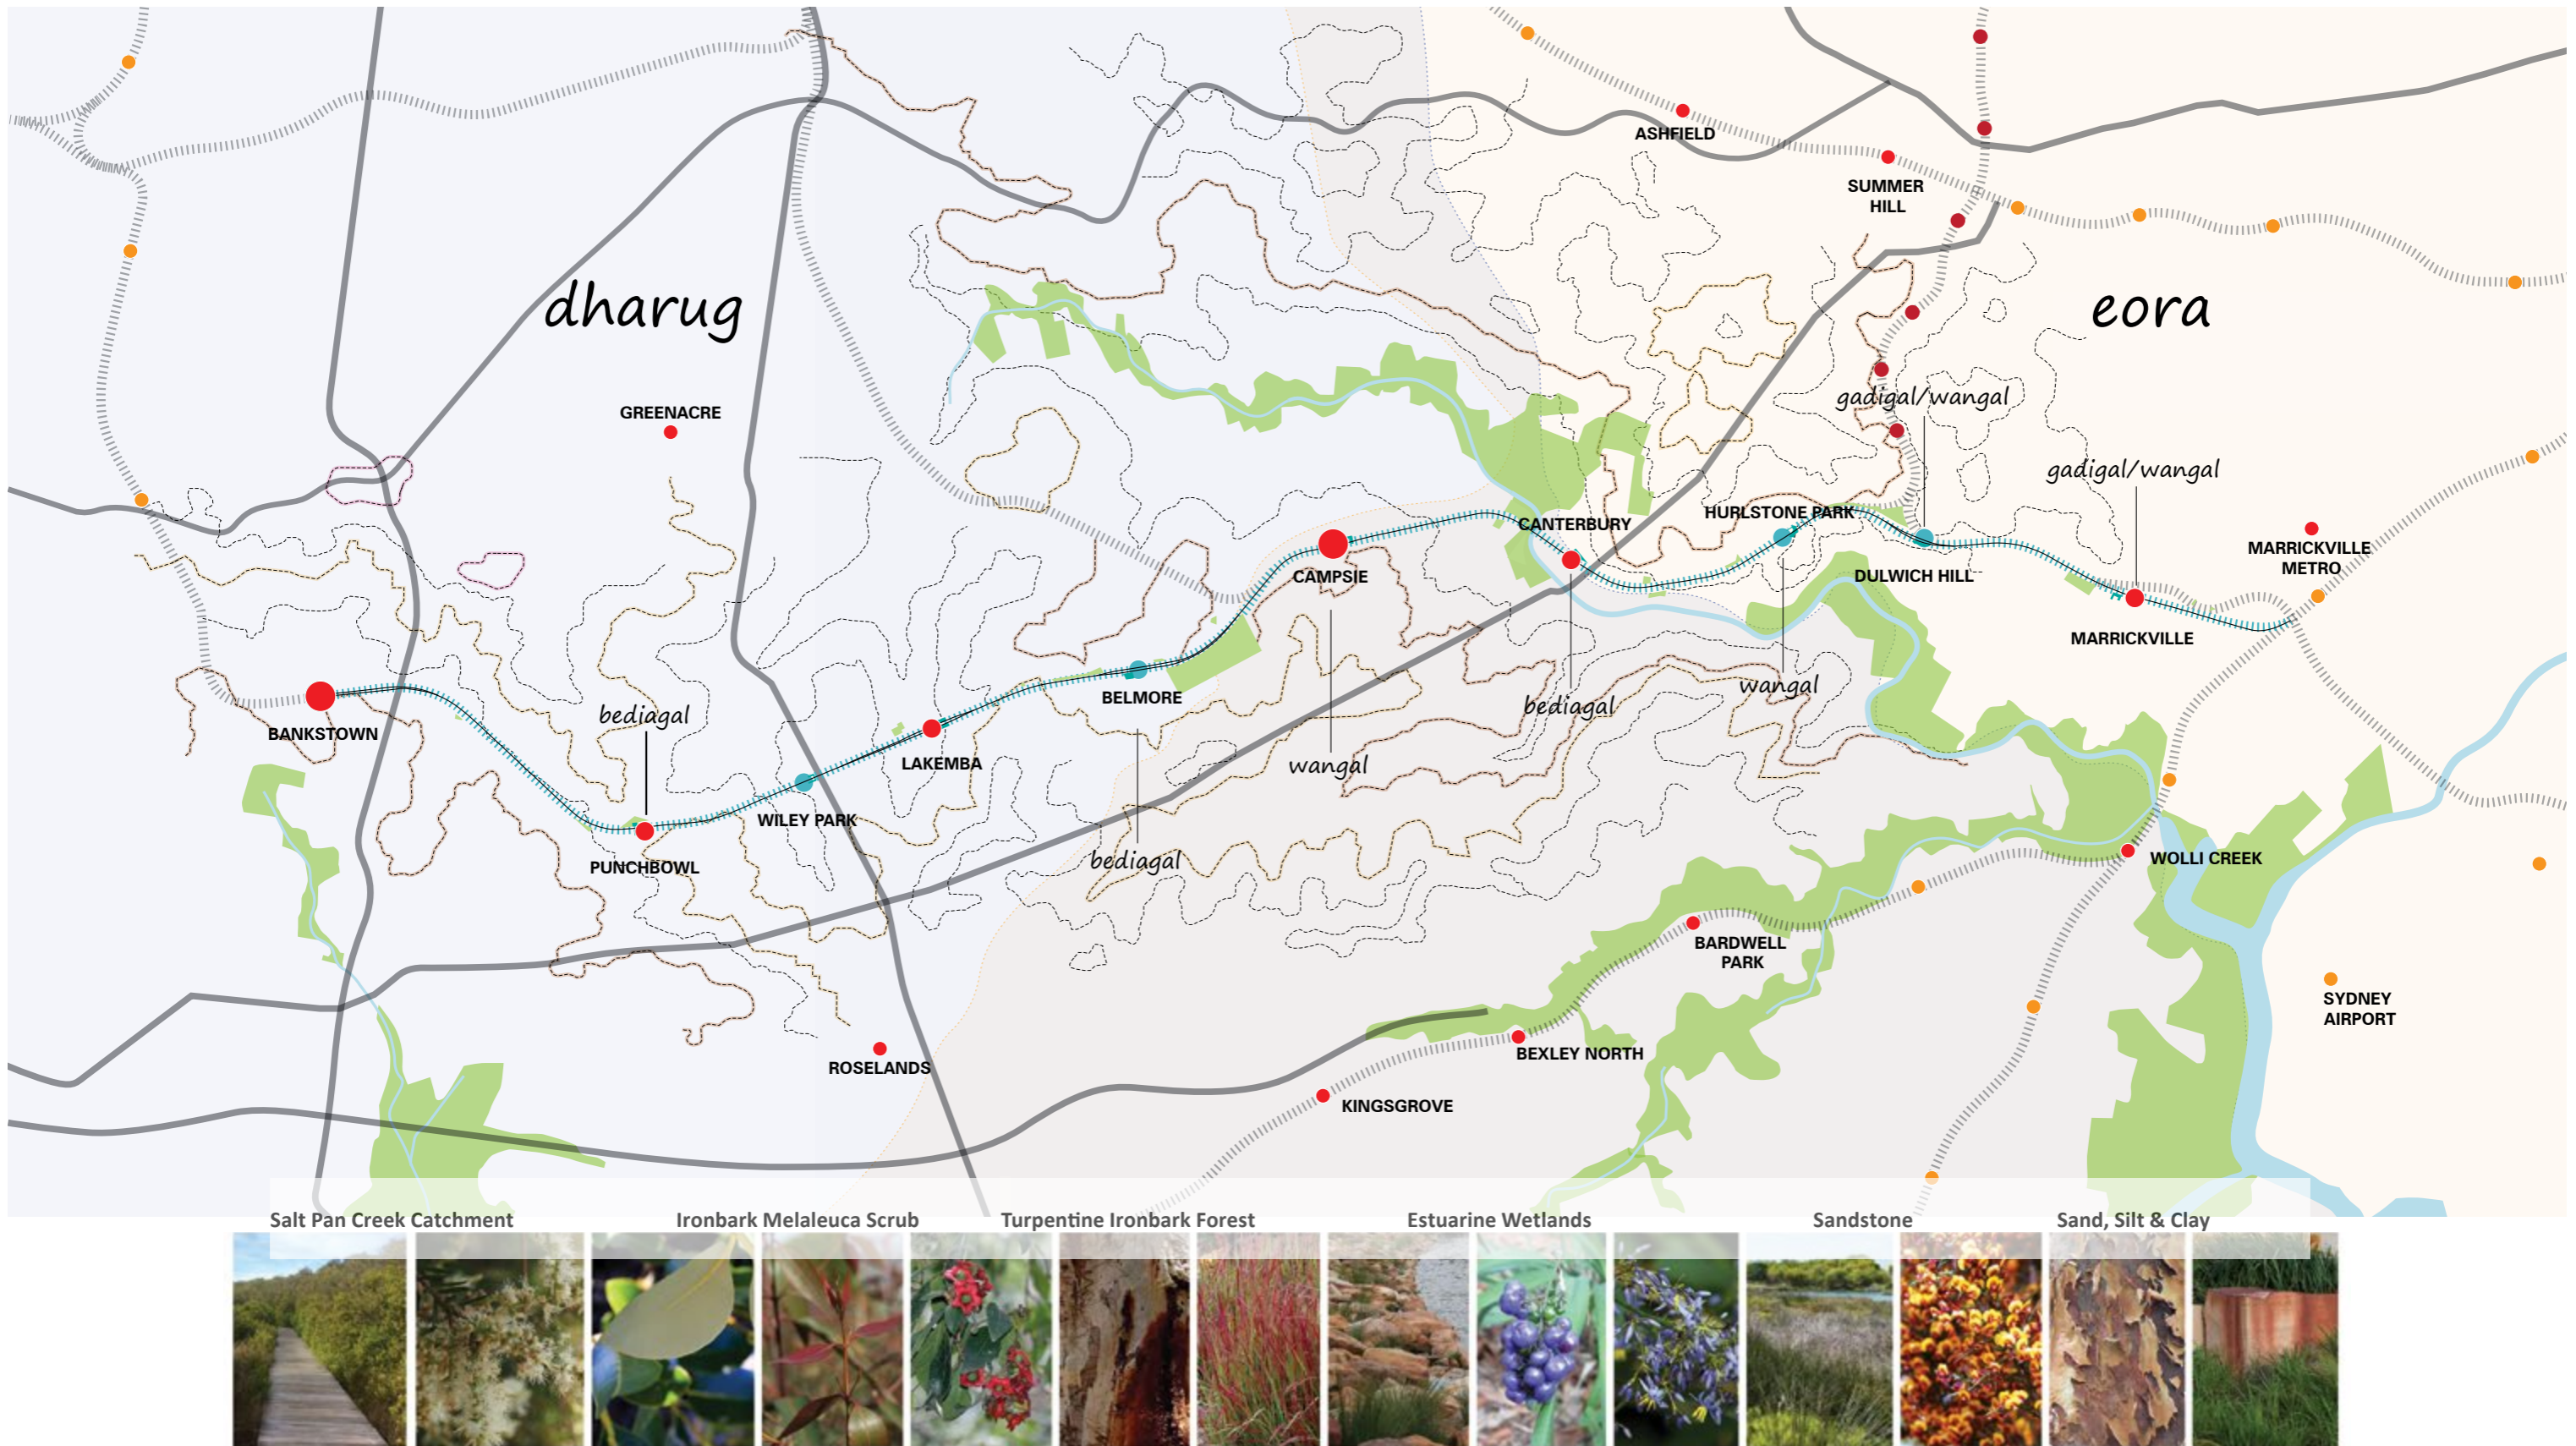 ASHFIELD
SUMMER
HILL
dharug
eora
GREENACRE
gadigal/wangal
gadigal/wangal
HURLSTONE PARK
CANTERBURY
MARRICKVILLE
METRO
CAMPSIE
DULWICH HILL
MARRICKVILLE
BELMORE
wangal
bediagal
bediagal
BANKSTOWN
LAKEMBA
wangal
WILEY PARK
bediagal
PUNCHBOWL
WOLLI CREEK
BARDWELL
PARK
SYDNEY
AIRPORT
BEXLEY NORTH
ROSELANDS
KINGSGROVE
Salt Pan Creek Catchment
Ironbark Melaleuca Scrub
Turpentine Ironbark Forest
Estuarine Wetlands
Sandstone
Sand, Silt & Clay